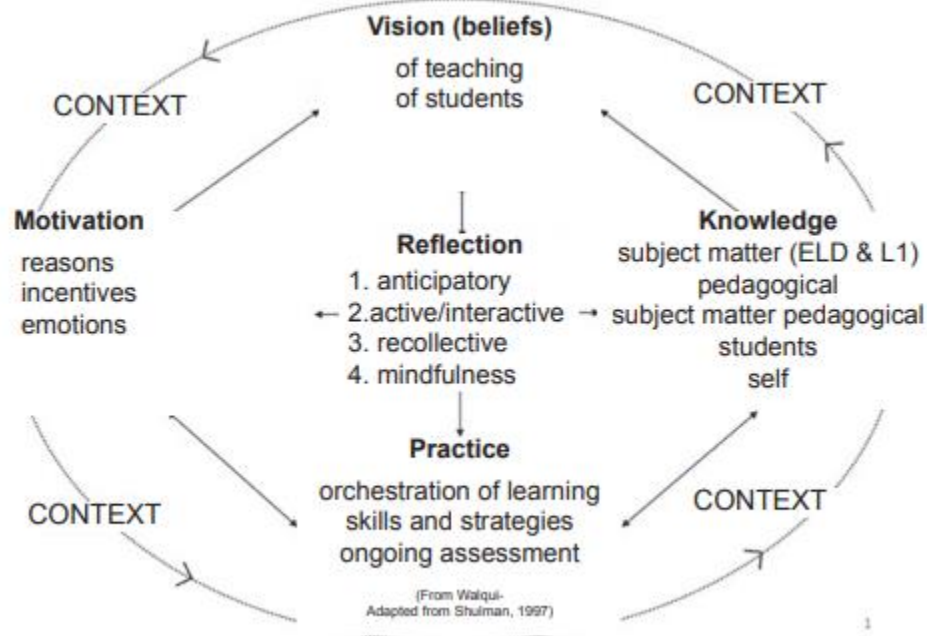 Vision (beliefs)
of teaching
of students
CONTEXT
CONTEXT
Motivation
reasons
incentives
emotions
Reflection
1. anticipatory
2.active/interactive
3. recollective
4. mindfulness
Knowledge
subject matter (ELD & L1)
pedagogical
subject matter pedagogical
students
self
Practice
orchestration of learning
skills and strategies
ongoing assessment
CONTEXT
CONTEXT
(From Walqui-
Adapted from Shulman, 1997)
1